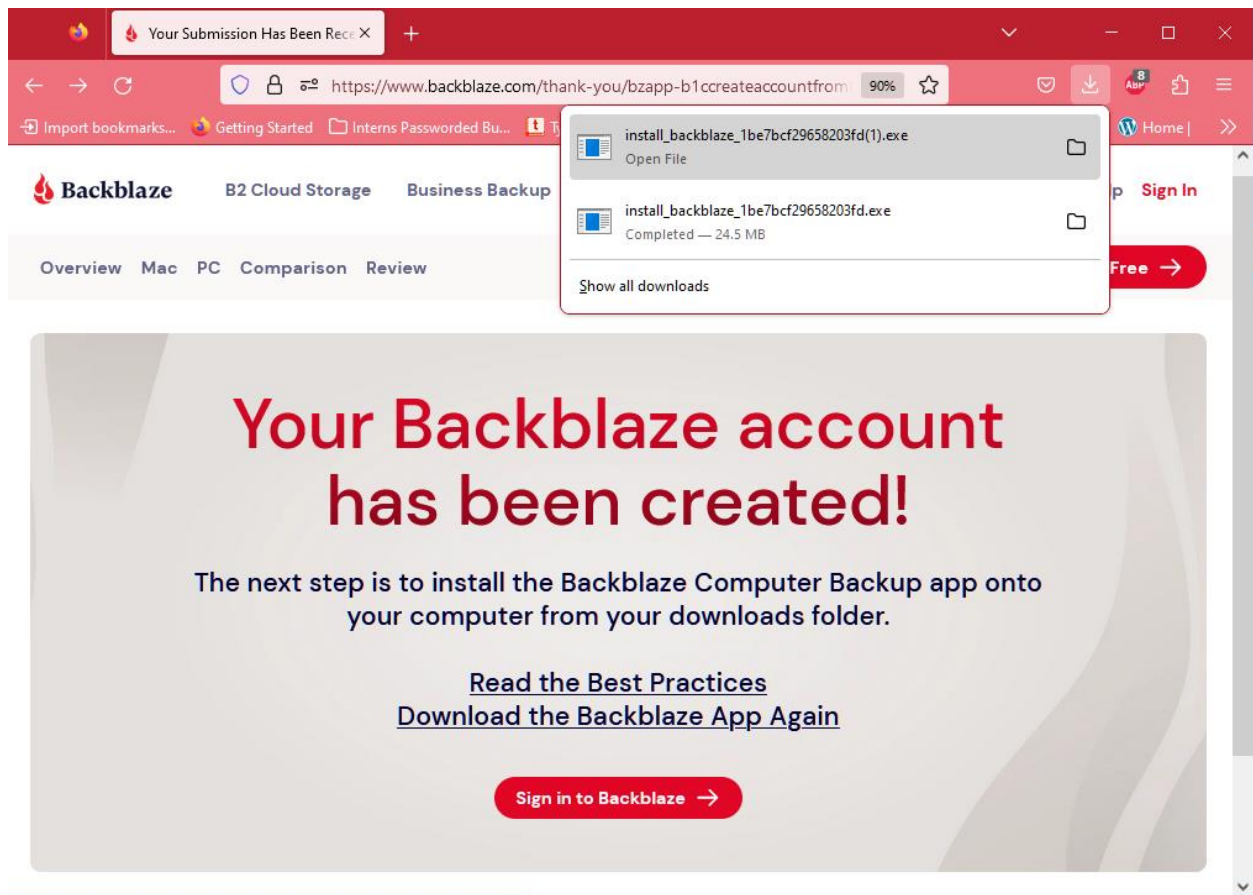 Your Submission Has Been Rece
https://www.backblaze.com/thank-you/bzapp-b1ccreateaccountfrom 90%
8
ABP
Import bookmarks... Getting Started Interns Passworded Bu... Home |
install_backblaze_1be7bcf29658203fd(1).exe
Open File
install_backblaze_1be7bcf29658203fd.exe
Completed — 24.5 MB
Show all downloads
Backblaze B2 Cloud Storage Business Backup Sign In
Overview Mac PC Comparison Review Free
Your Backblaze account
has been created!
The next step is to install the Backblaze Computer Backup app onto
your computer from your downloads folder.
Read the Best Practices
Download the Backblaze App Again
Sign in to Backblaze